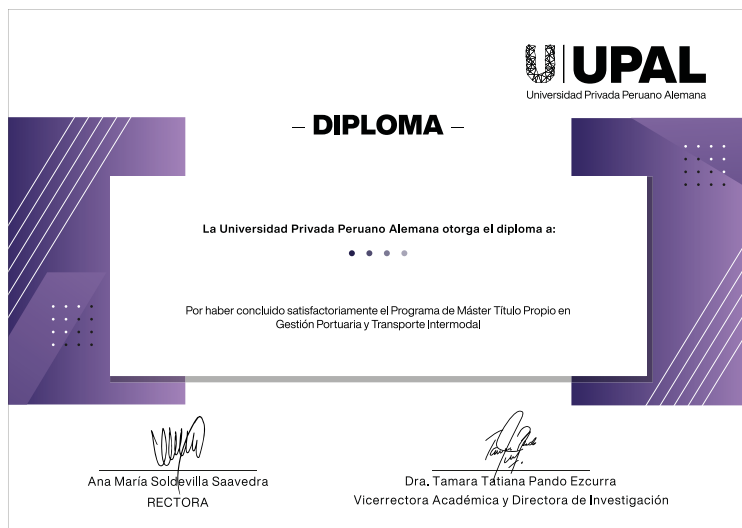 UPAL
Universidad Privada Peruano Alemana
– DIPLOMA –
La Universidad Privada Peruano Alemana otorga el diploma a:
Por haber concluido satisfactoriamente el Programa de Máster Título Propio en
Gestión Portuaria y Transporte Intermodal
Ana María Soldevilla Saavedra
RECTORA
Dra. Tamara Tatiana Pando Ezcurra
Vicerrectora Académica y Directora de Investigación